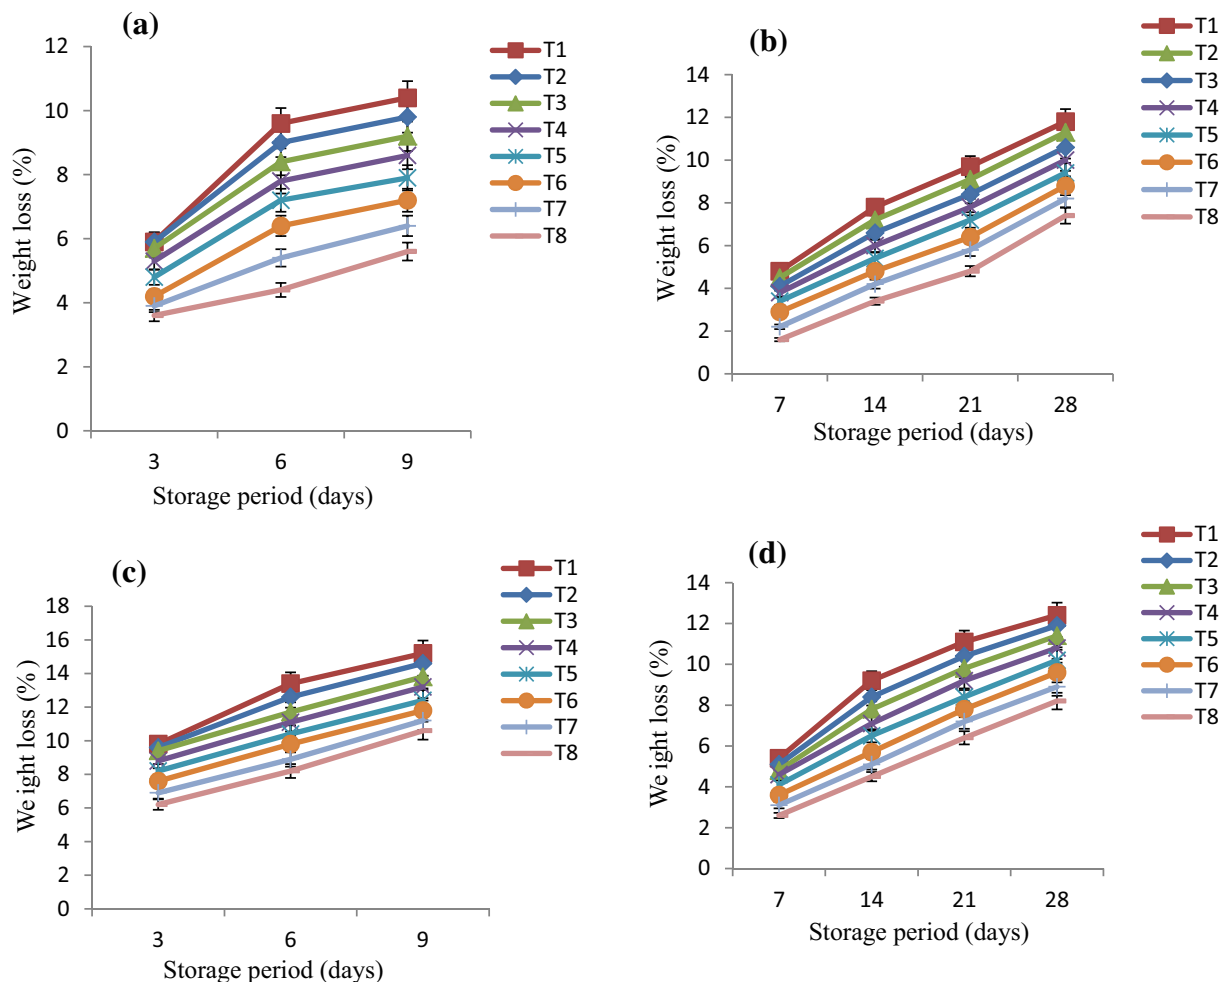 (a)
12
10
8
6
4
2
0
Weight loss (%)
3 6 9
Storage period (days)
T1
T2
T3
T4
T5
T6
T7
T8
(b)
14
12
10
8
6
4
2
0
Weight loss (%)
7 14 21 28
Storage period (days)
T1
T2
T3
T4
T5
T6
T7
T8
(c)
18
16
14
12
10
8
6
4
2
0
We ight loss (%)
3 6 9
Storage period (days)
T1
T2
T3
T4
T5
T6
T7
T8
(d)
14
12
10
8
6
4
2
0
We ight loss (%)
7 14 21 28
Storage period (days)
T1
T2
T3
T4
T5
T6
T7
T8